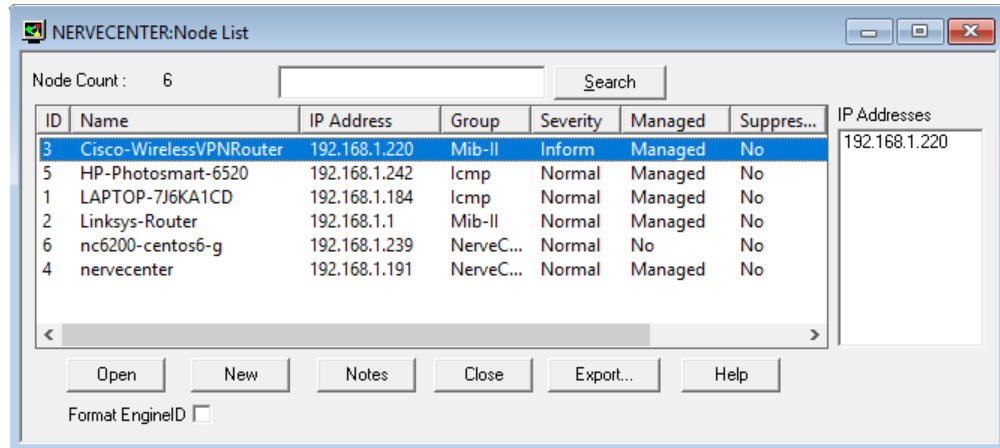 NERVECENTER:Node List
Node Count : 6 Search
ID Name IP Address Group Severity Managed Suppres... IP Addresses
3 Cisco-WirelessVPNRouter 192.168.1.220 Mib-II Inform Managed No 192.168.1.220
5 HP-Photosmart-6520 192.168.1.242 Icmp Normal Managed No
1 LAPTOP-7J6KA1CD 192.168.1.184 Icmp Normal Managed No
2 Linksys-Router 192.168.1.1 Mib-II Normal Managed No
6 nc6200-centos6-g 192.168.1.239 NerveC... Normal No No
4 nervecenter 192.168.1.191 NerveC... Normal Managed No
Open New Notes Close Export... Help
Format EngineID